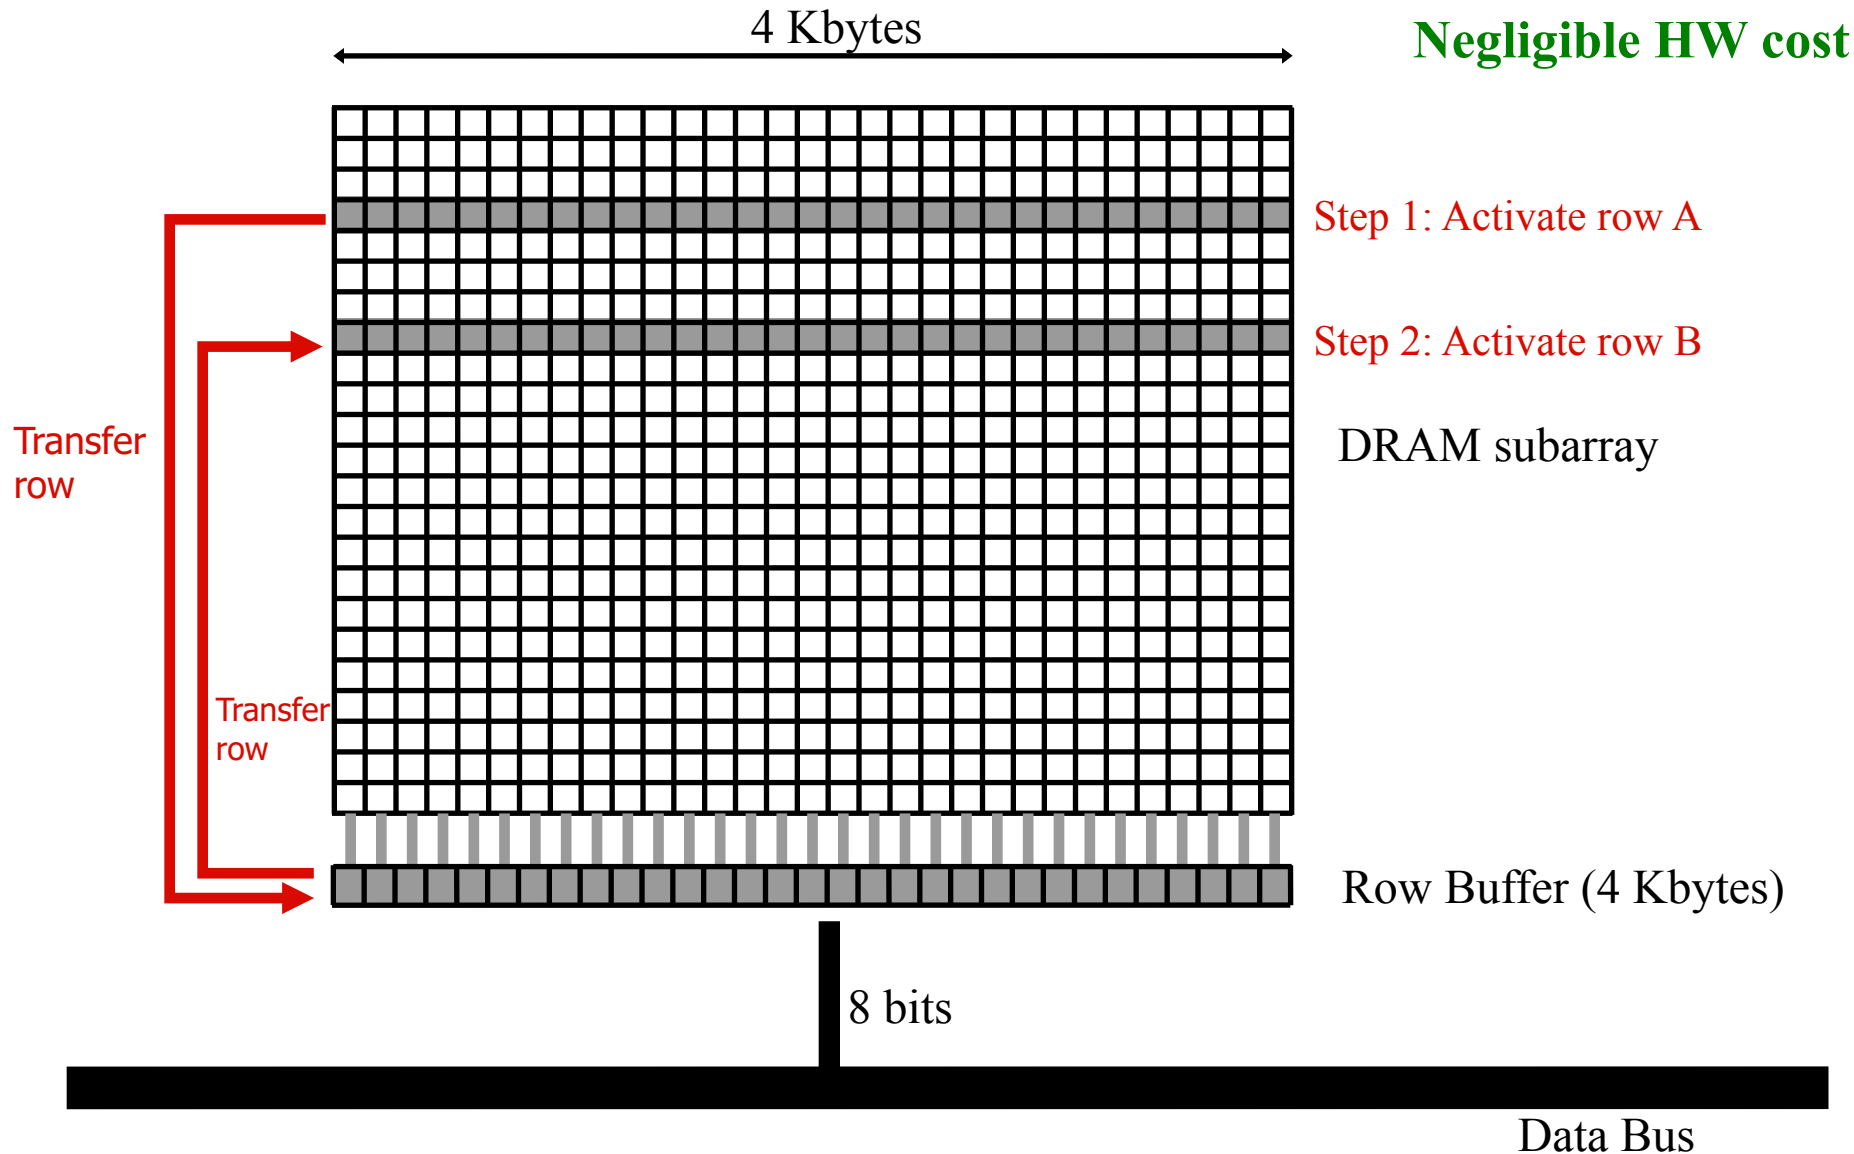 4 Kbytes
Negligible HW cost
Step 1: Activate row A
Step 2: Activate row B
Transfer
row
DRAM subarray
Transfer
row
Row Buffer (4 Kbytes)
8 bits
Data Bus